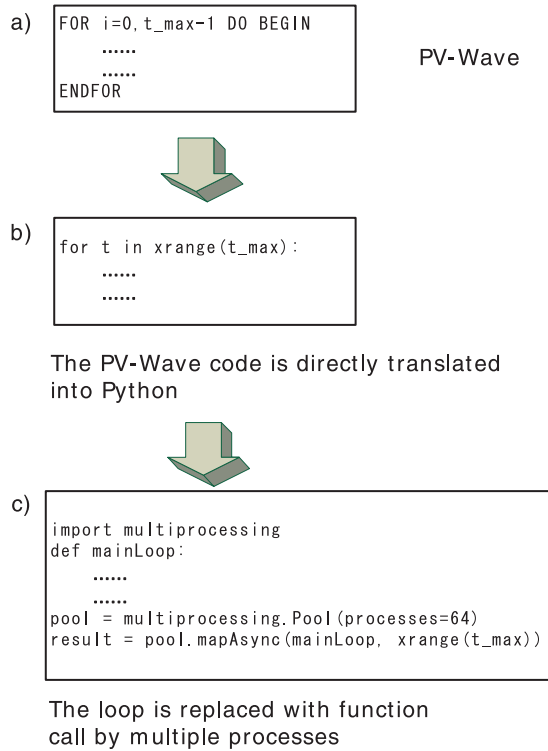 a)
FOR i=0,t_max-1 DO BEGIN
……
……
ENDFOR
PV-Wave
b)
for t in xrange(t_max):
……
……
The PV-Wave code is directly translated
into Python
c)
import multiprocessing
def mainLoop:
……
……
pool = multiprocessing.Pool(processes=64)
result = pool.mapAsync(mainLoop, xrange(t_max))
The loop is replaced with function
call by multiple processes